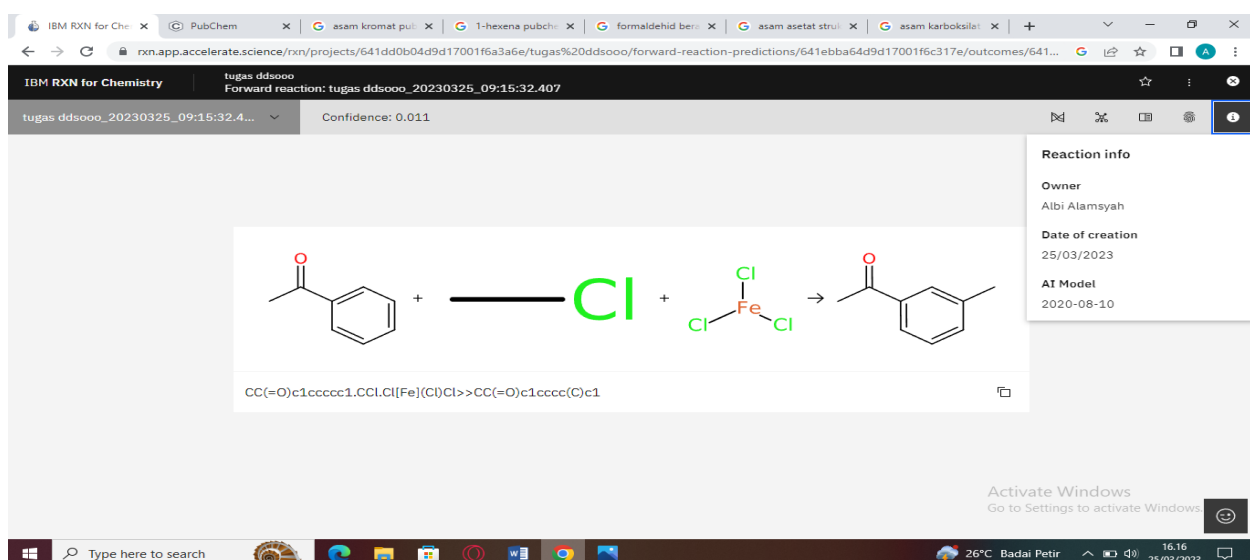 IBM RXN for Che
PubChem
asam kromat pub
1-hexena pubche
formaldehid bera
asam asetat struk
asam karboksilat
rxn.app.accelerate.science/rxn/projects/641dd0b04d9d17001f6a3a6e/tugas%20ddsooo/forward-reaction-predictions/641ebba64d9d17001f6c317e/outcomes/641...
A
IBM RXN for Chemistry
tugas ddsooo
Forward reaction: tugas ddsooo_20230325_09:15:32.407
tugas ddsooo_20230325_09:15:32.4...
Confidence: 0.011
Reaction info
Owner
Albi Alamsyah
Date of creation
25/03/2023
AI Model
2020-08-10
O
+
Cl
+
Cl
Fe
Cl
Cl
→
O
CC(=O)c1ccccc1.CCl.Cl[Fe](Cl)Cl>>CC(=O)c1cccc(C)c1
Activate Windows
Go to Settings to activate Windows.
Type here to search
26°C Badai Petir
16.16
25/03/2023